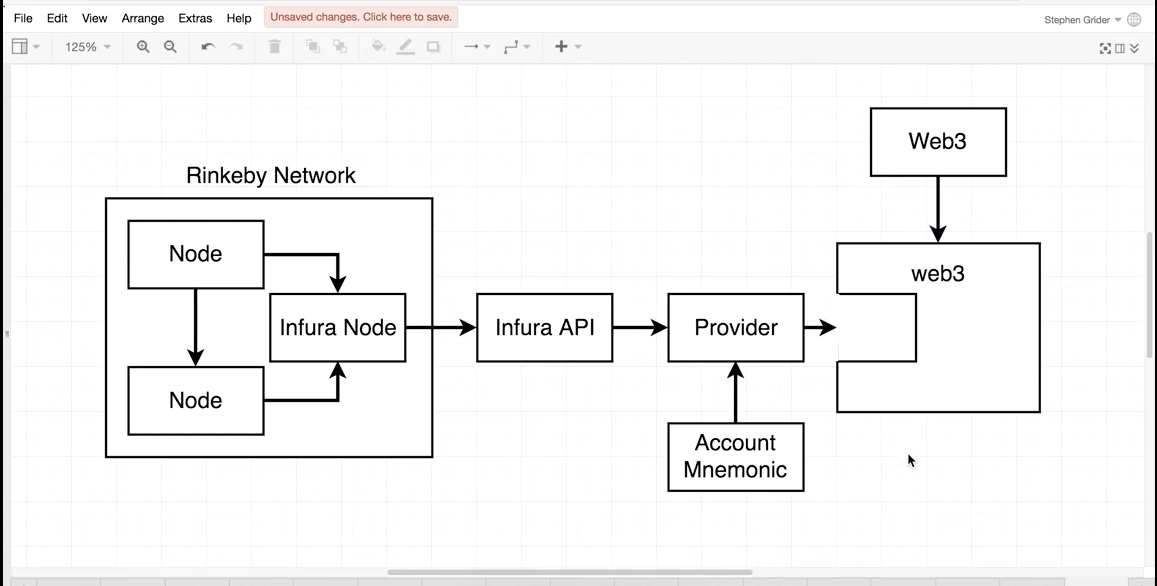 File Edit View Arrange Extras Help Unsaved changes. Click here to save. Stephen Grider
125%
Web3
Rinkeby Network
Node
web3
Infura Node
Infura API
Provider
Node
Account
Mnemonic